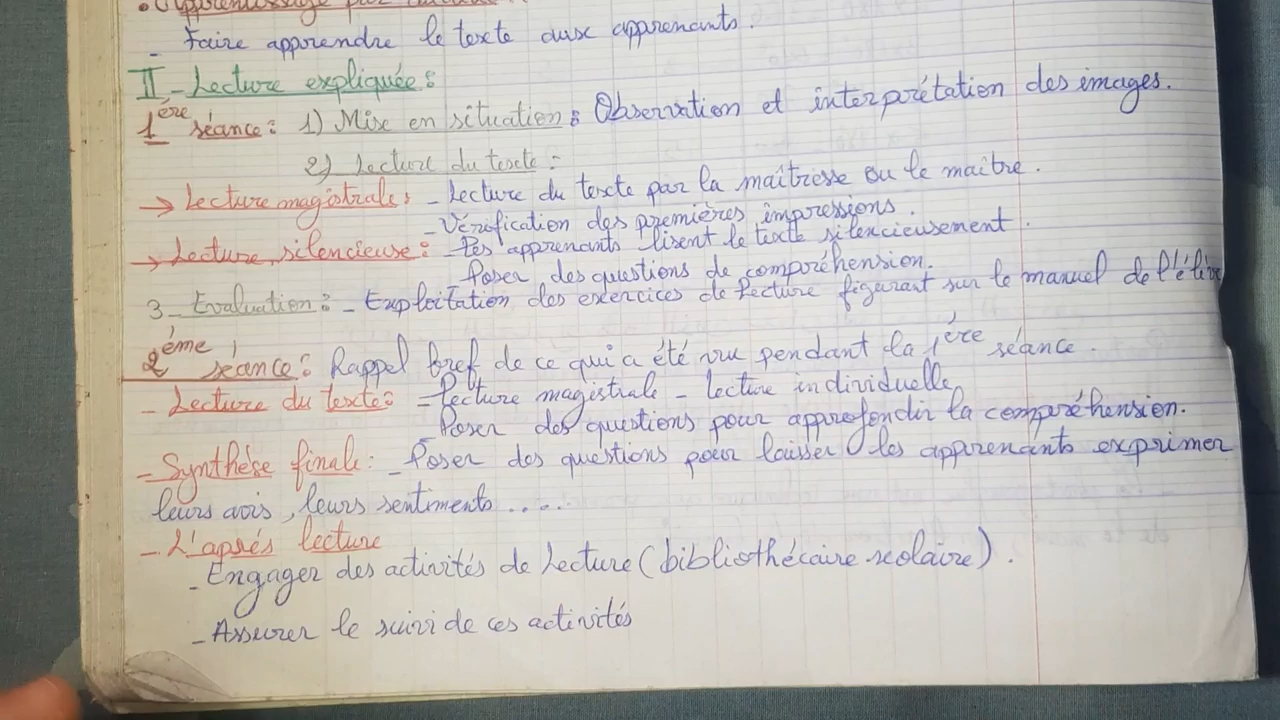 Faire apprendre le texte aux apprenants.
II - Lecture expliquée :
1ère séance : 1) Mise en situation : Observation et interprétation des images.
2) Lecture du texte :
→ Lecture magistrale : - Lecture du texte par la maîtresse ou le maître.
- Vérification des premières impressions.
→ Lecture silencieuse : - Les apprenants lisent le texte silencieusement.
- Poser des questions de compréhension.
3 - Evaluation : - Exploitation des exercices de lecture figurant sur le manuel de l'élève
2ème séance : Rappel bref de ce qui a été vu pendant la 1ère séance.
- Lecture du texte : - Lecture magistrale - lecture individuelle
- Poser des questions pour approfondir la compréhension.
- Synthèse finale : - Poser des questions pour laisser les apprenants exprimer
leurs avis, leurs sentiments .....
- L'après lecture
- Engager des activités de lecture (bibliothécaire scolaire).
- Assurer le suivi de ces activités